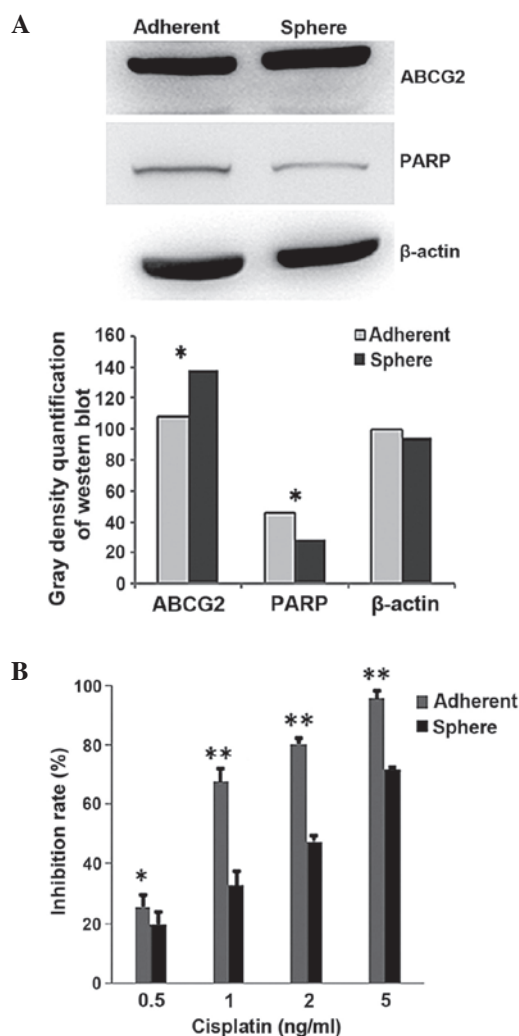 A
Adherent Sphere
ABCG2
PARP
β-actin
Gray density quantification
of western blot
160
140
120
100
80
60
40
20
0
*
*
Adherent
Sphere
ABCG2 PARP β-actin
B
Inhibition rate (%)
100
80
60
40
20
0
*
**
**
**
Adherent
Sphere
0.5 1 2 5
Cisplatin (ng/ml)